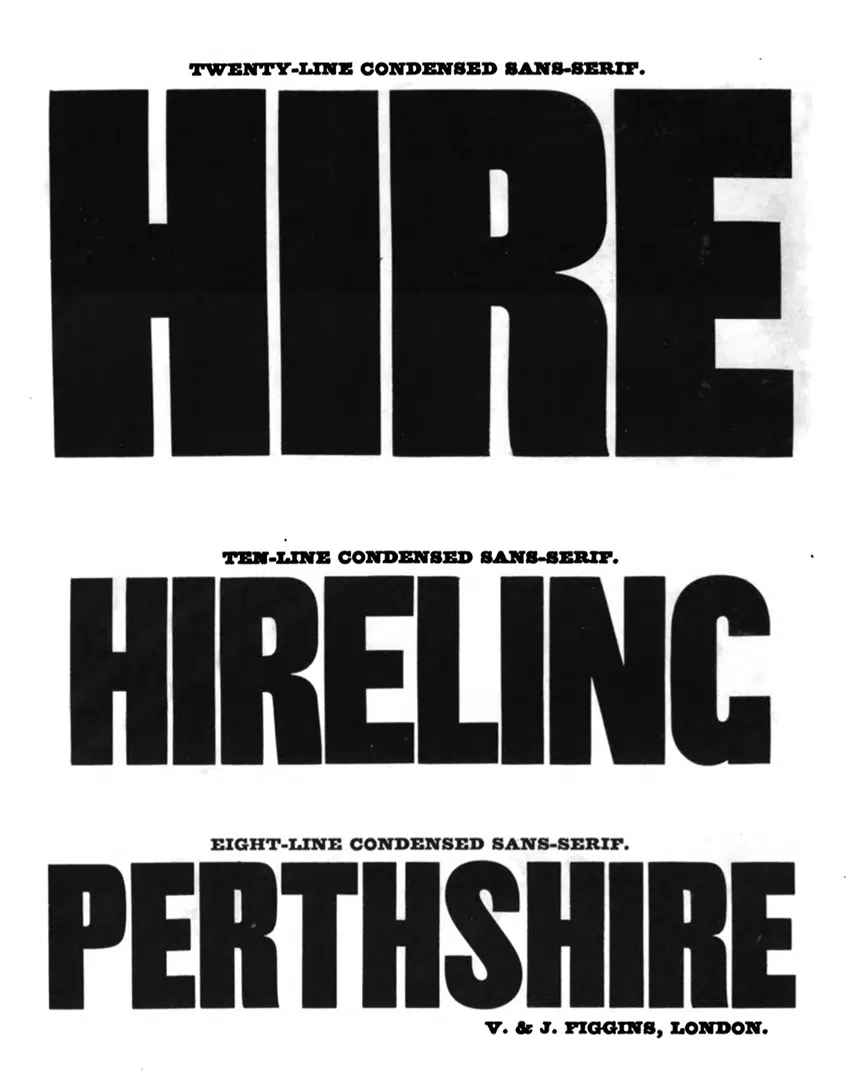 TWENTY-LINE CONDENSED SANS-SERIF.
HIRE
TEN-LINE CONDENSED SANS-SERIF.
HIRELING
EIGHT-LINE CONDENSED SANS-SERIF.
PERTHSHIRE
V. & J. FIGGINS, LONDON.